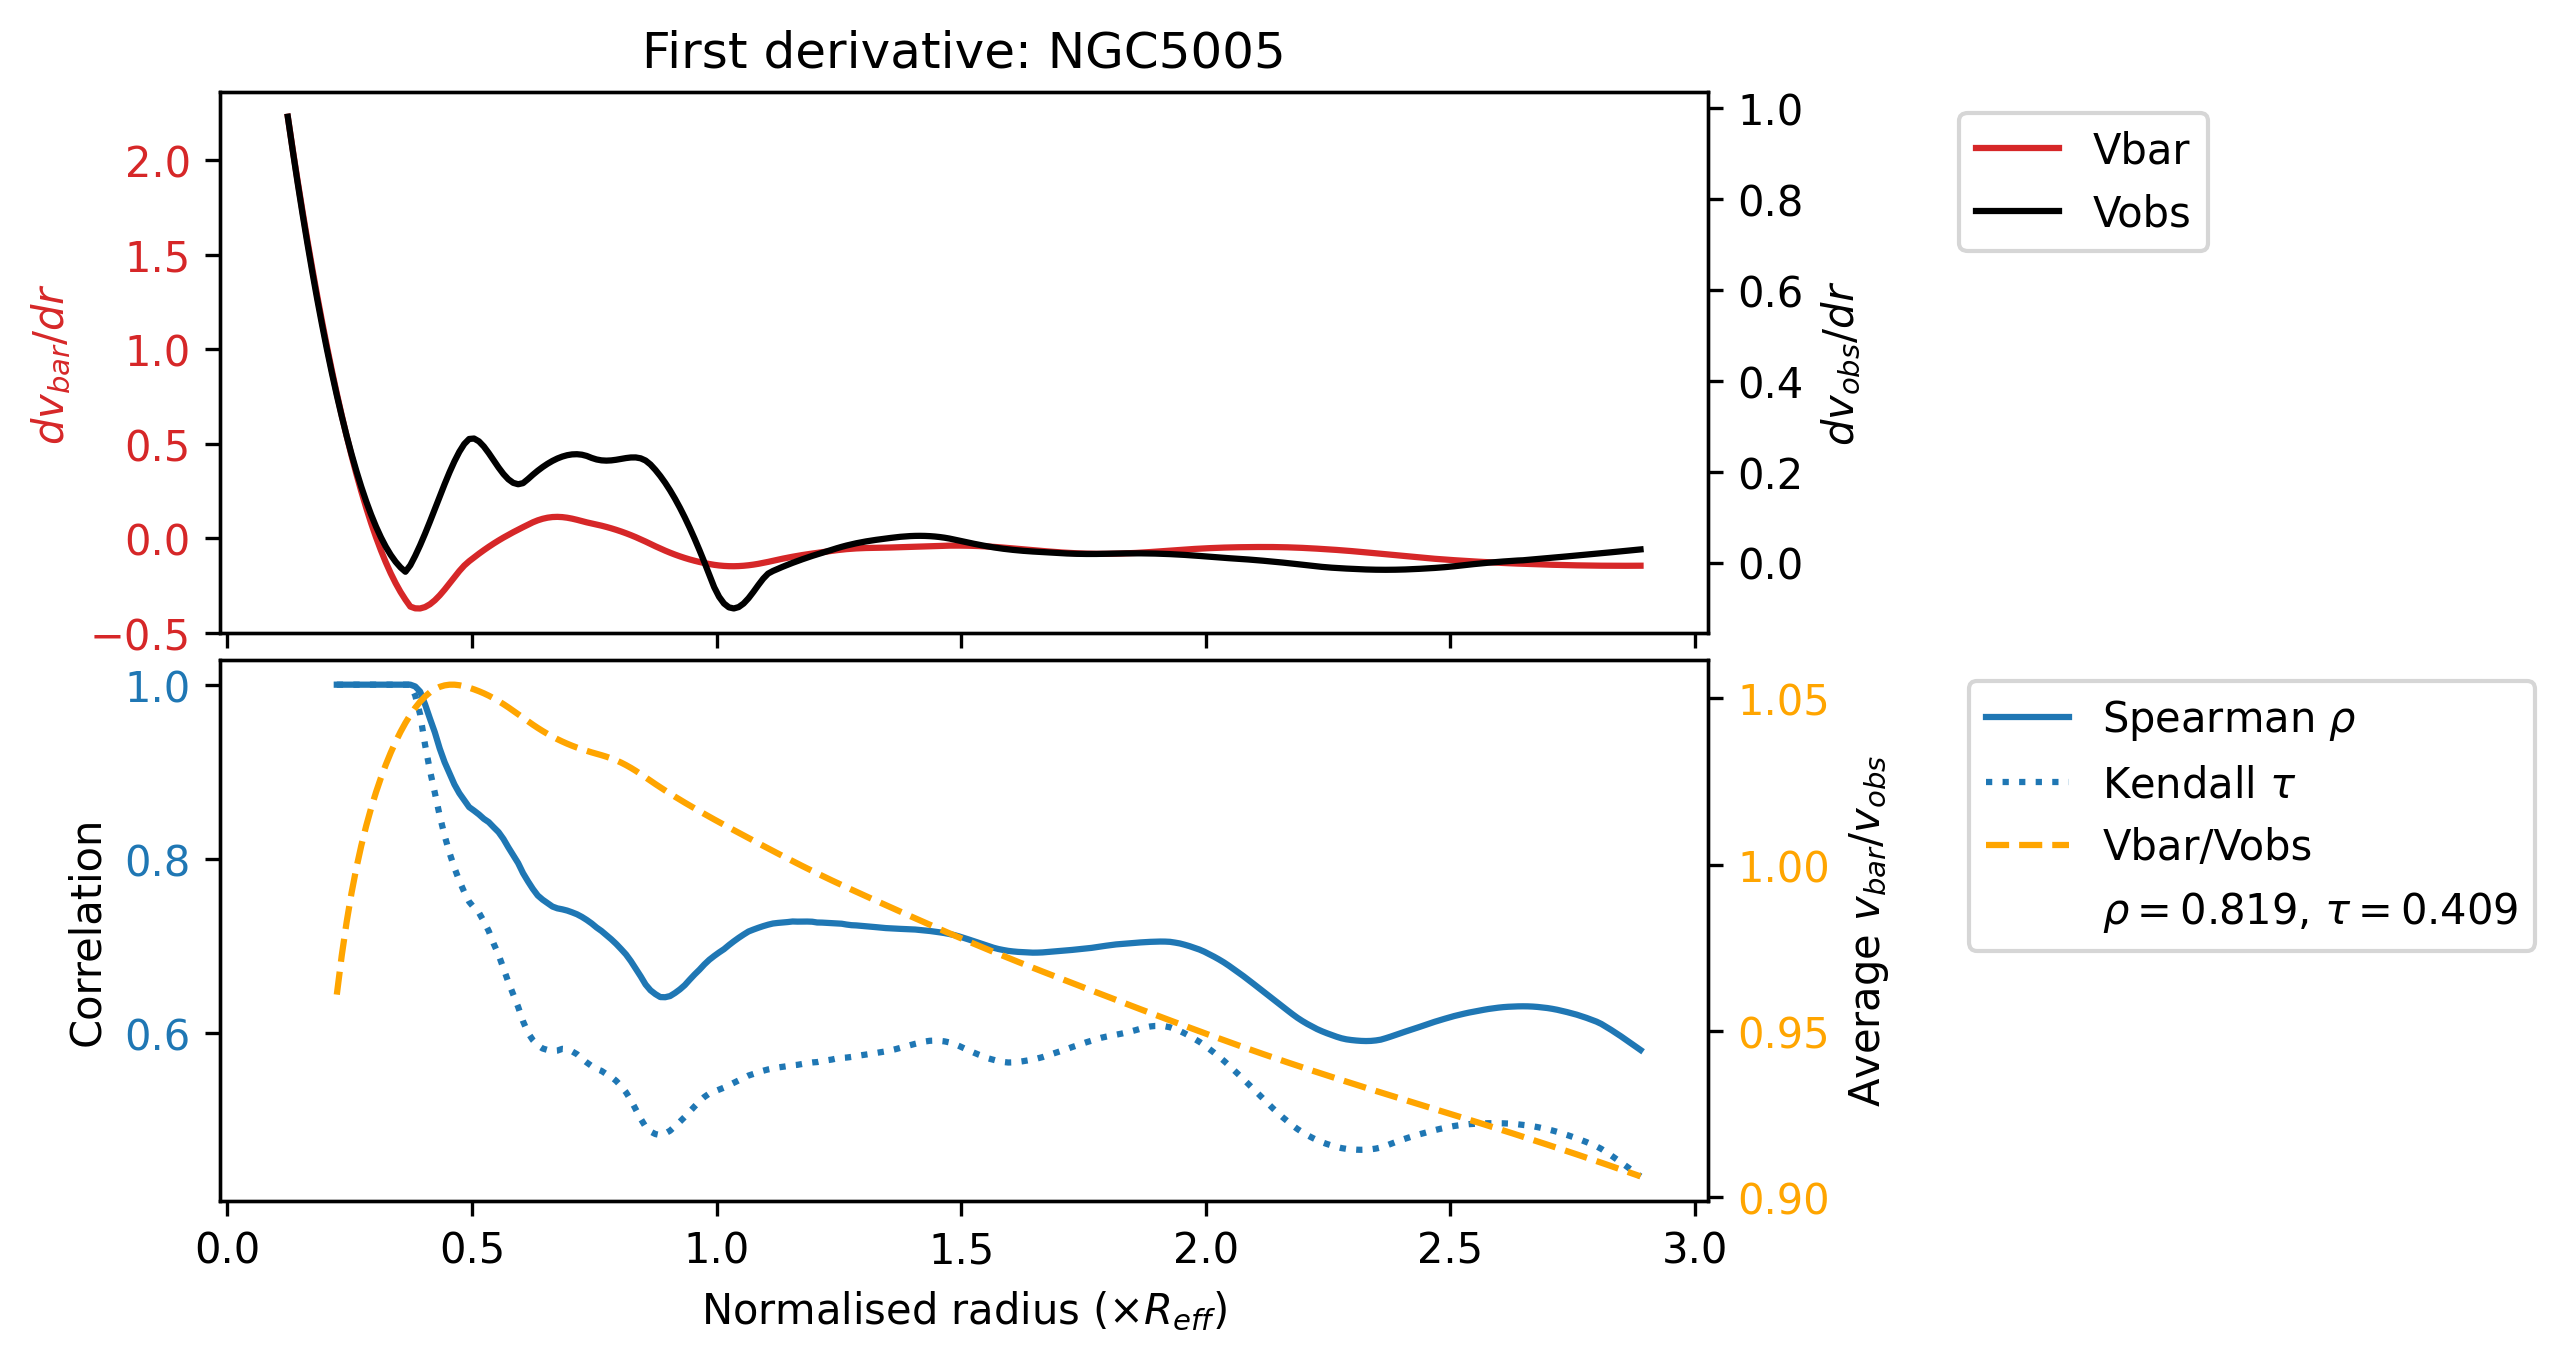 First derivative: NGC5005
2.0
1.5
1.0
0.5
0.0
−0.5
dv_bar/dr
1.0
0.8
0.6
0.4
0.2
0.0
dv_obs/dr
Vbar
Vobs
1.0
0.8
0.6
Correlation
1.05
1.00
0.95
0.90
Average v_bar/v_obs
Spearman ρ
Kendall τ
Vbar/Vobs
ρ = 0.819, τ = 0.409
0.0 0.5 1.0 1.5 2.0 2.5 3.0
Normalised radius (×R_eff)